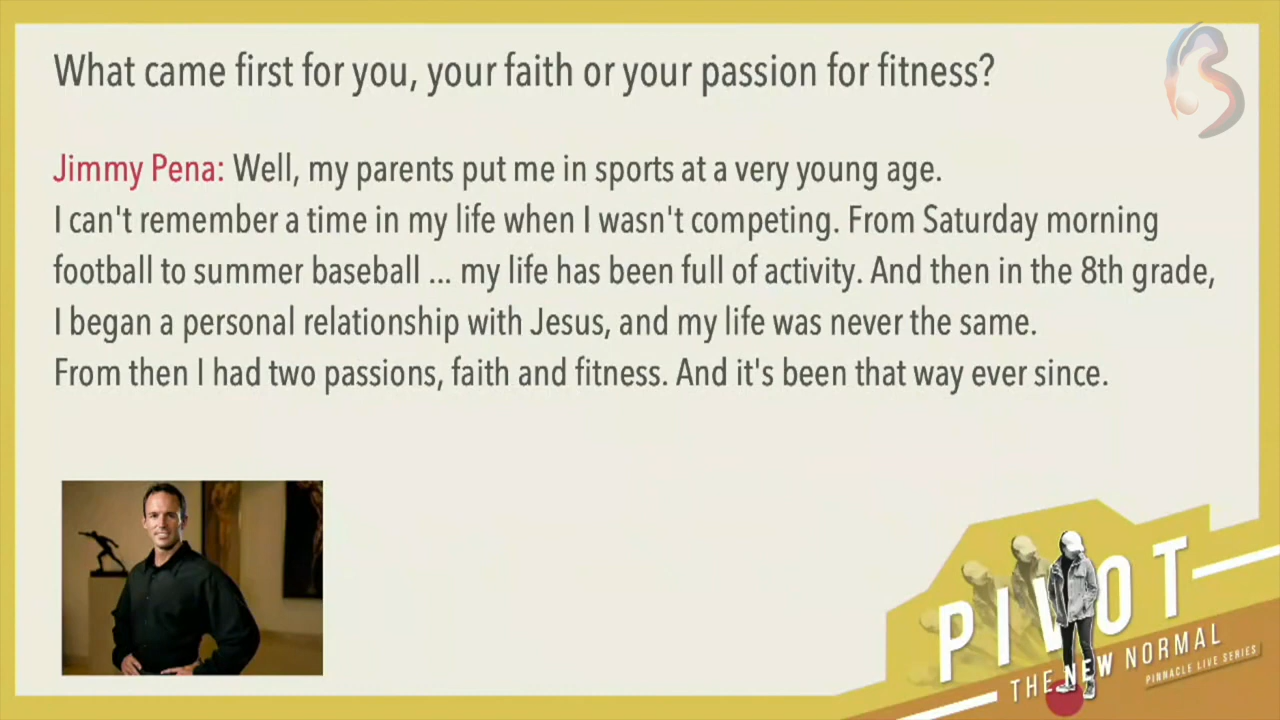 What came first for you, your faith or your passion for fitness?
Jimmy Pena: Well, my parents put me in sports at a very young age.
I can't remember a time in my life when I wasn't competing. From Saturday morning
football to summer baseball ... my life has been full of activity. And then in the 8th grade,
I began a personal relationship with Jesus, and my life was never the same.
From then I had two passions, faith and fitness. And it's been that way ever since.
PIVOT
THE NEW NORMAL
PINNACLE LIVE SERIES